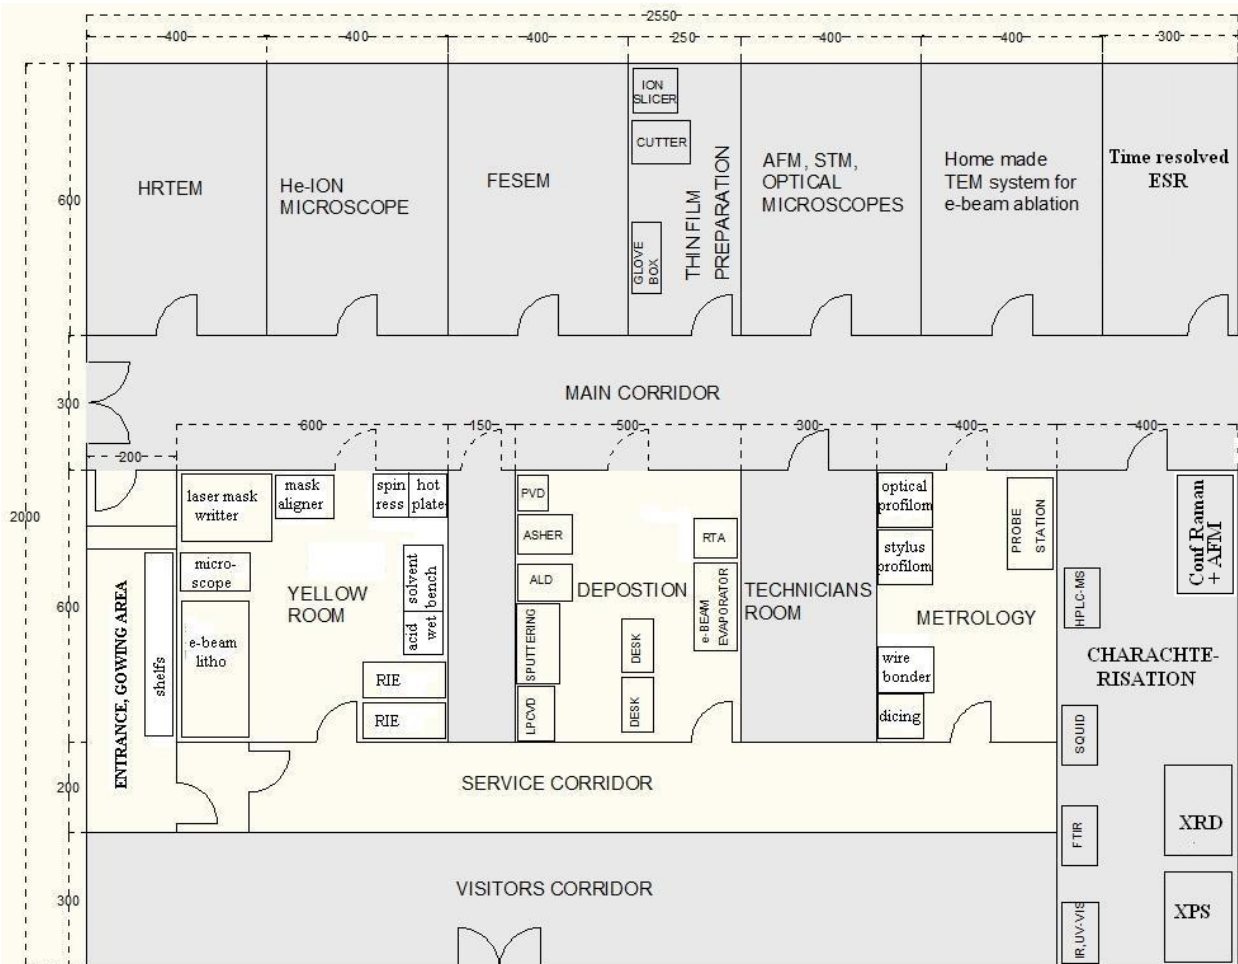 2550
400
400
400
250
400
400
300
ION
SLICER
CUTTER
GLOVE
BOX
THIN FILM
PREPARATION
HRTEM
He-ION
MICROSCOPE
FESEM
AFM, STM,
OPTICAL
MICROSCOPES
Home made
TEM system for
e-beam ablation
Time resolved
ESR
600
300
MAIN CORRIDOR
600
150
500
300
400
400
200
2000
laser mask
writter
mask
aligner
spin
ress
hot
plate
micro-
scope
e-beam
litho
YELLOW
ROOM
solvent
bench
acid
wet
RIE
RIE
ENTRANCE, GOWING AREA
shelfs
PVD
ASHER
ALD
SPUTTERING
LPCVD
DEPOSTION
RTA
e-BEAM
EVAPORATOR
DESK
DESK
TECHNICIANS
ROOM
optical
profilom
stylus
profilom
PROBE
STATION
METROLOGY
wire
bonder
dicing
Conf Raman
+ AFM
HPLC-MS
CHARACHTE-
RISATION
SQUID
FTIR
IR,UV-VIS
XRD
XPS
600
200
SERVICE CORRIDOR
300
VISITORS CORRIDOR